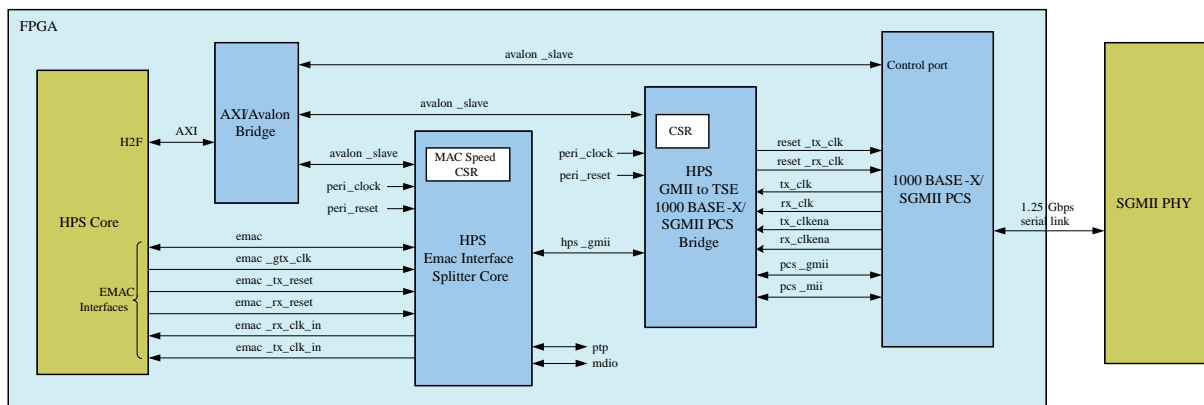 FPGA
HPS Core
H2F
EMAC
Interfaces
AXI
AXI/Avalon
Bridge
avalon _slave
avalon _slave
avalon _slave
peri_clock
peri_reset
MAC Speed
CSR
HPS
Emac Interface
Splitter Core
emac
emac _gtx_clk
emac _tx_reset
emac _rx_reset
emac _rx_clk_in
emac _tx_clk_in
ptp
mdio
hps _gmii
peri_clock
peri_reset
CSR
HPS
GMII to TSE
1000 BASE -X/
SGMII PCS
Bridge
reset _tx_clk
reset _rx_clk
tx_clk
rx_clk
tx_clkena
rx_clkena
pcs _gmii
pcs _mii
Control port
1000 BASE -X/
SGMII PCS
1.25 Gbps
serial link
SGMII PHY